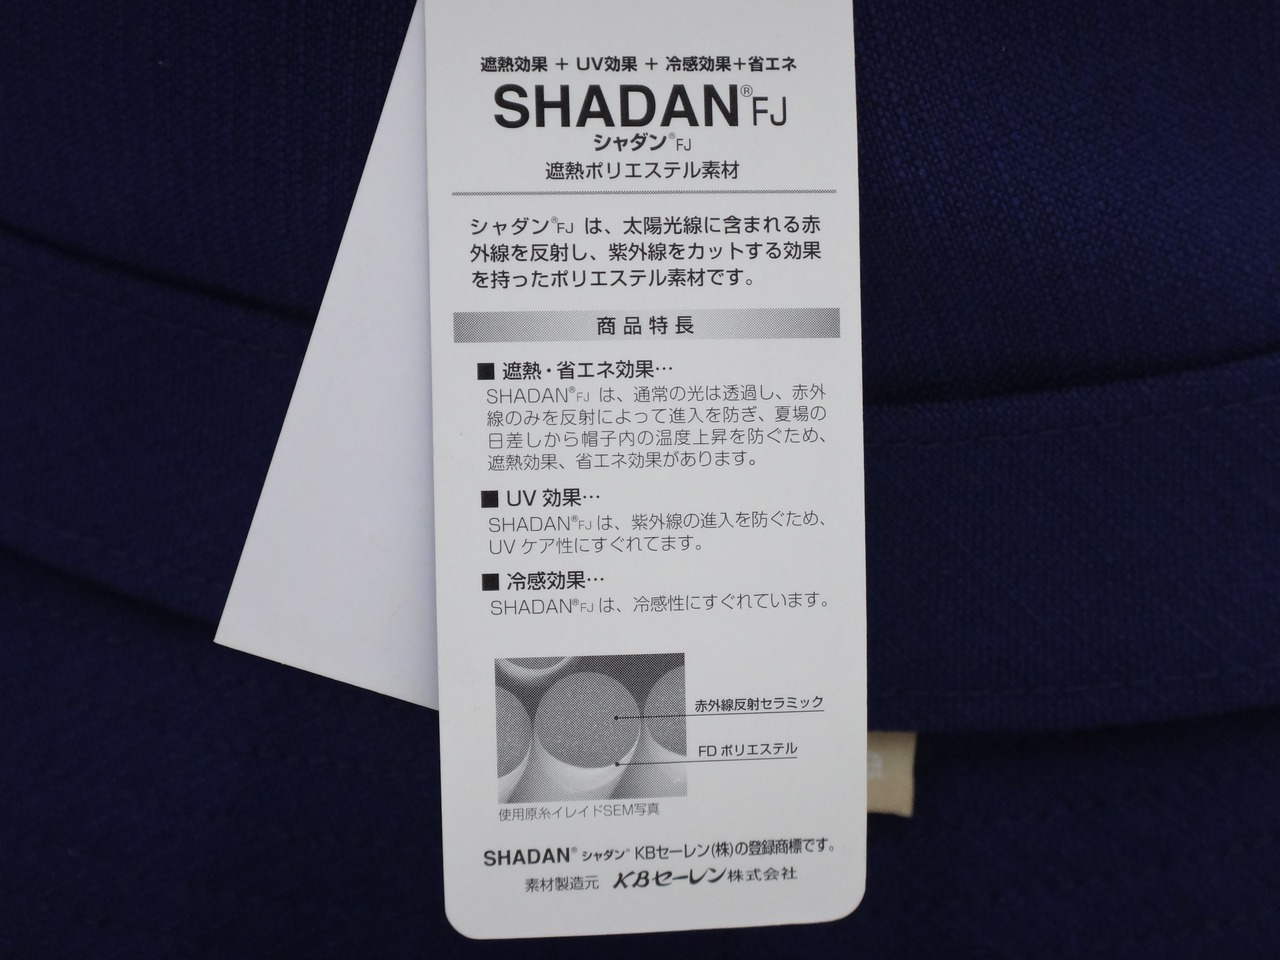 遮熱効果 + UV効果 + 冷感効果+省エネ
SHADAN®FJ
シャダン®FJ
遮熱ポリエステル素材
シャダン®FJ は、太陽光線に含まれる赤
外線を反射し、紫外線をカットする効果
を持ったポリエステル素材です。
商品特長
■ 遮熱・省エネ効果…
SHADAN®FJ は、通常の光は透過し、赤外
線のみを反射によって進入を防ぎ、夏場の
日差しから帽子内の温度上昇を防ぐため、
遮熱効果、省エネ効果があります。
■ UV 効果…
SHADAN®FJ は、紫外線の進入を防ぐため、
UV ケア性にすぐれてます。
■ 冷感効果…
SHADAN®FJ は、冷感性にすぐれています。
赤外線反射セラミック
FD ポリエステル
使用原糸イレイドSEM写真
SHADAN® シャダン® KBセーレン(株)の登録商標です。
素材製造元 KBセーレン株式会社